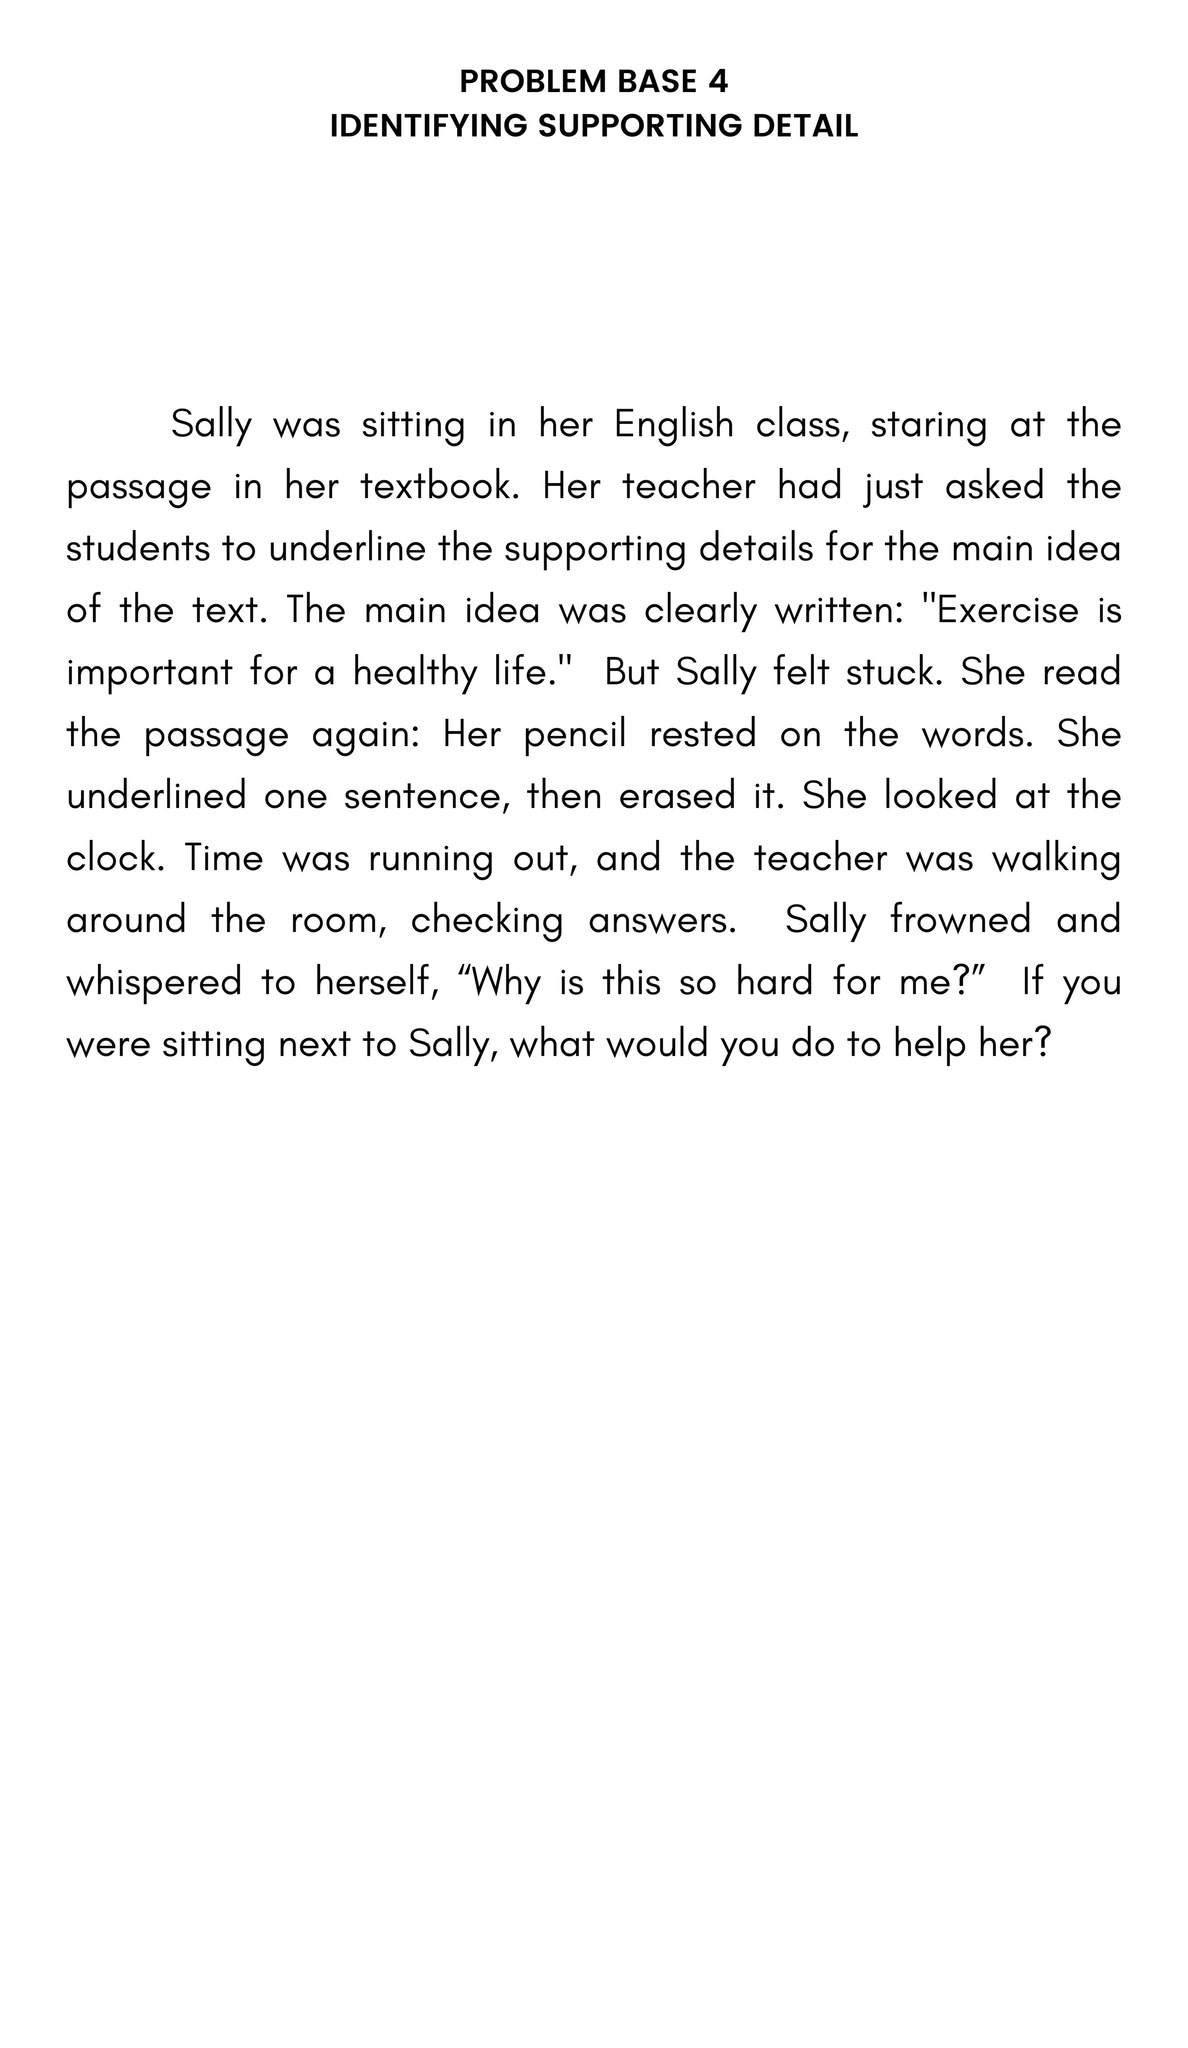 PROBLEM BASE 4
IDENTIFYING SUPPORTING DETAIL
Sally was sitting in her English class, staring at the
passage in her textbook. Her teacher had just asked the
students to underline the supporting details for the main idea
of the text. The main idea was clearly written: "Exercise is
important for a healthy life."  But Sally felt stuck. She read
the passage again: Her pencil rested on the words. She
underlined one sentence, then erased it. She looked at the
clock. Time was running out, and the teacher was walking
around the room, checking answers.  Sally frowned and
whispered to herself, “Why is this so hard for me?”  If you
were sitting next to Sally, what would you do to help her?